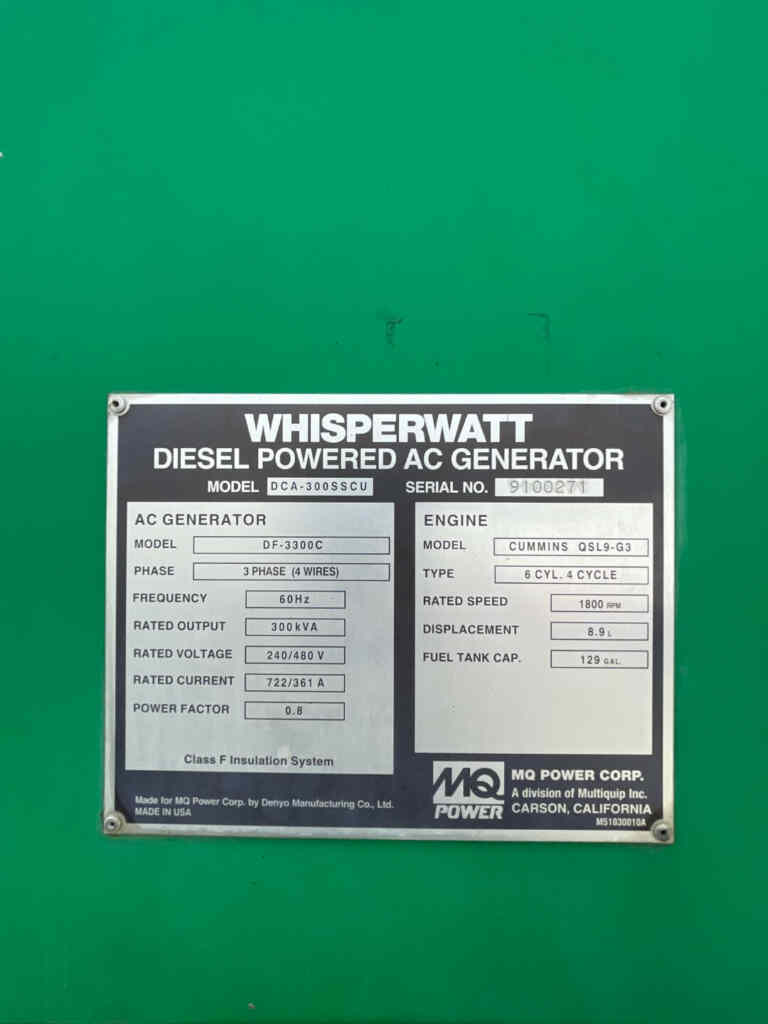 WHISPERWATT
DIESEL POWERED AC GENERATOR
MODEL DCA-300SSCU SERIAL NO. 9100271
AC GENERATOR
MODEL DF-3300C
PHASE 3 PHASE (4 WIRES)
FREQUENCY 60Hz
RATED OUTPUT 300kVA
RATED VOLTAGE 240/480 V
RATED CURRENT 722/361 A
POWER FACTOR 0.8
Class F Insulation System
ENGINE
MODEL CUMMINS QSL9-G3
TYPE 6 CYL. 4 CYCLE
RATED SPEED 1800 RPM
DISPLACEMENT 8.9 L
FUEL TANK CAP. 129 GAL.
Made for MQ Power Corp. by Denyo Manufacturing Co., Ltd.
MADE IN USA
MQ
POWER
MQ POWER CORP.
A division of Multiquip Inc.
CARSON, CALIFORNIA
M51030010A